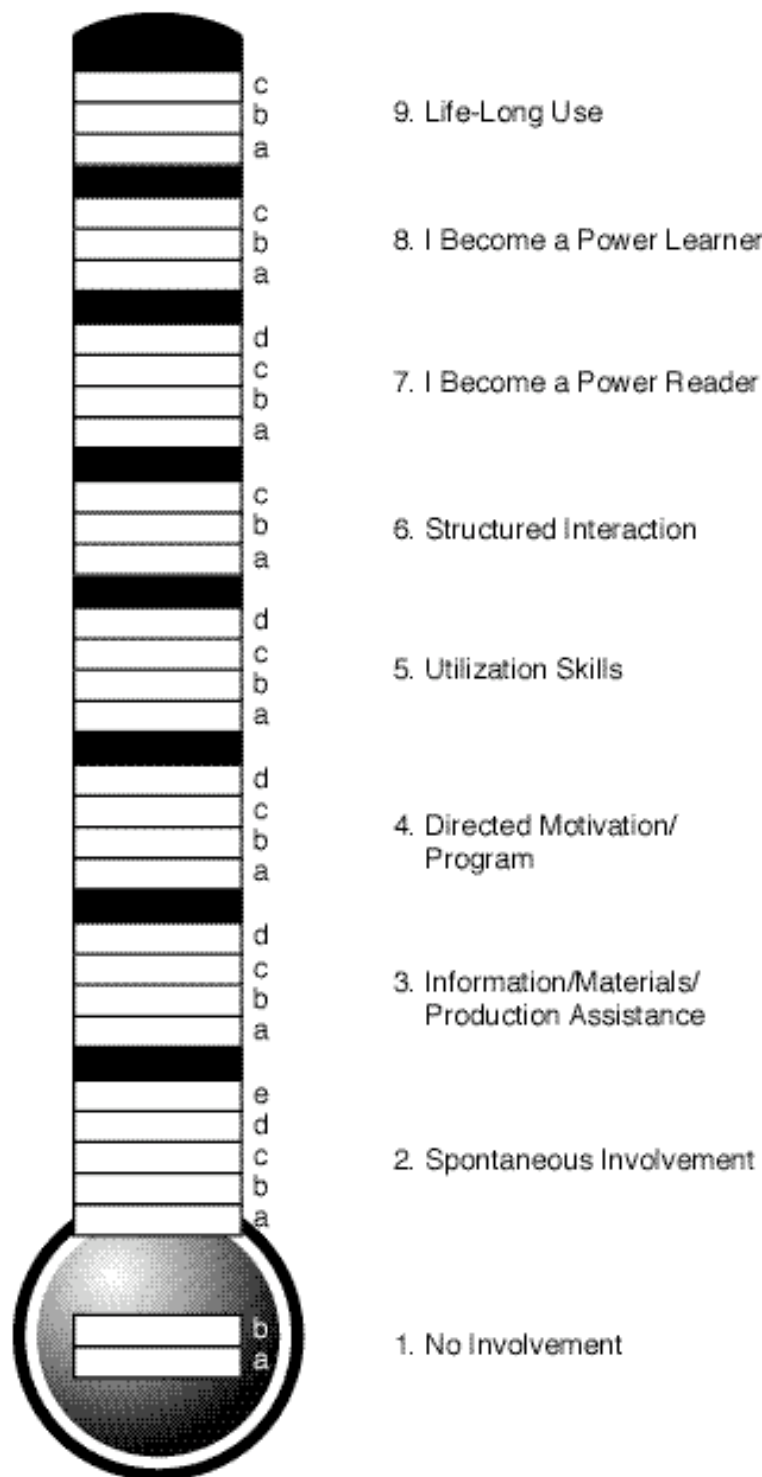 c
b
a
9. Life-Long Use
c
b
a
8. I Become a Power Learner
d
c
b
a
7. I Become a Power Reader
c
b
a
6. Structured Interaction
d
c
b
a
5. Utilization Skills
d
c
b
a
4. Directed Motivation/
Program
d
c
b
a
3. Information/Materials/
Production Assistance
e
d
c
b
a
2. Spontaneous Involvement
b
a
1. No Involvement